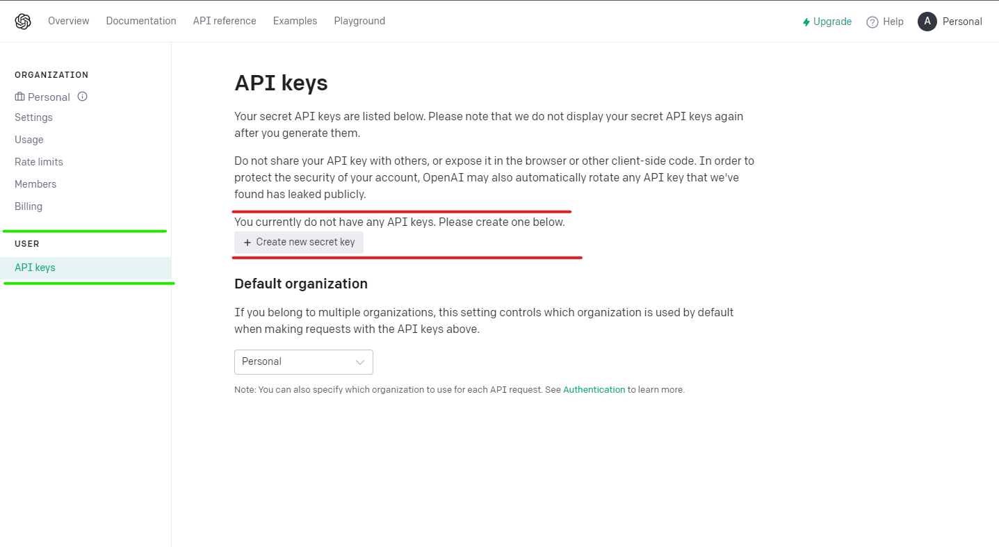 Overview Documentation API reference Examples Playground Upgrade ? Help A Personal
ORGANIZATION
Personal
Settings
Usage
Rate limits
Members
Billing
USER
API keys
API keys
Your secret API keys are listed below. Please note that we do not display your secret API keys again
after you generate them.
Do not share your API key with others, or expose it in the browser or other client-side code. In order to
protect the security of your account, OpenAI may also automatically rotate any API key that we've
found has leaked publicly.
You currently do not have any API keys. Please create one below.
+ Create new secret key
Default organization
If you belong to multiple organizations, this setting controls which organization is used by default
when making requests with the API keys above.
Personal
Note: You can also specify which organization to use for each API request. See Authentication to learn more.